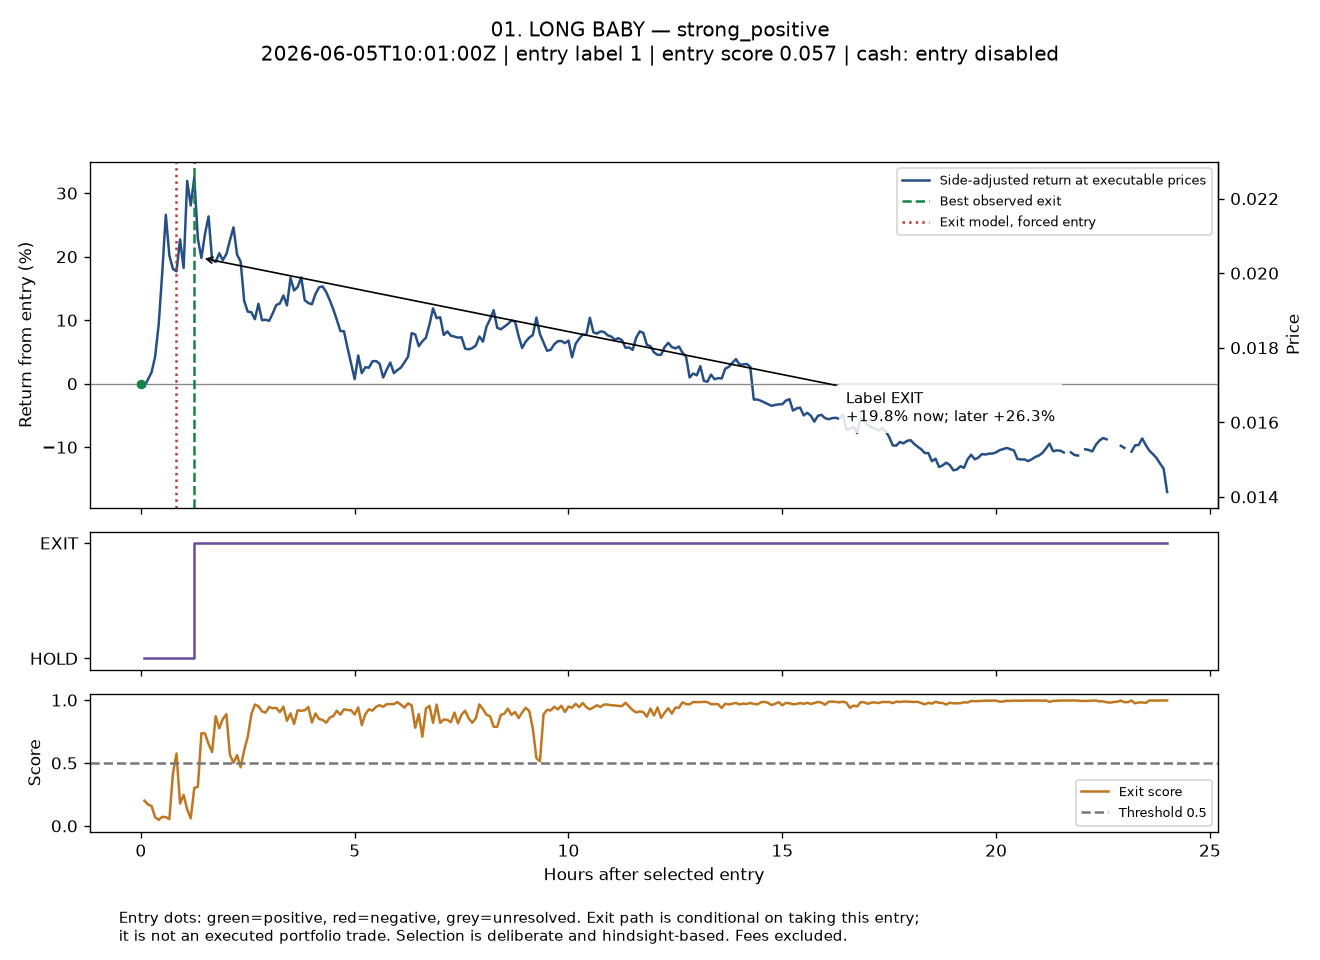 01. LONG BABY — strong_positive
2026-06-05T10:01:00Z | entry label 1 | entry score 0.057 | cash: entry disabled
Side-adjusted return at executable prices
Best observed exit
Exit model, forced entry
Return from entry (%)
30
20
10
0
−10
0.022
0.020
0.018
0.016
0.014
Price
Label EXIT
+19.8% now; later +26.3%
EXIT
HOLD
Score
1.0
0.5
0.0
Exit score
Threshold 0.5
0
5
10
15
20
25
Hours after selected entry
Entry dots: green=positive, red=negative, grey=unresolved. Exit path is conditional on taking this entry;
it is not an executed portfolio trade. Selection is deliberate and hindsight-based. Fees excluded.